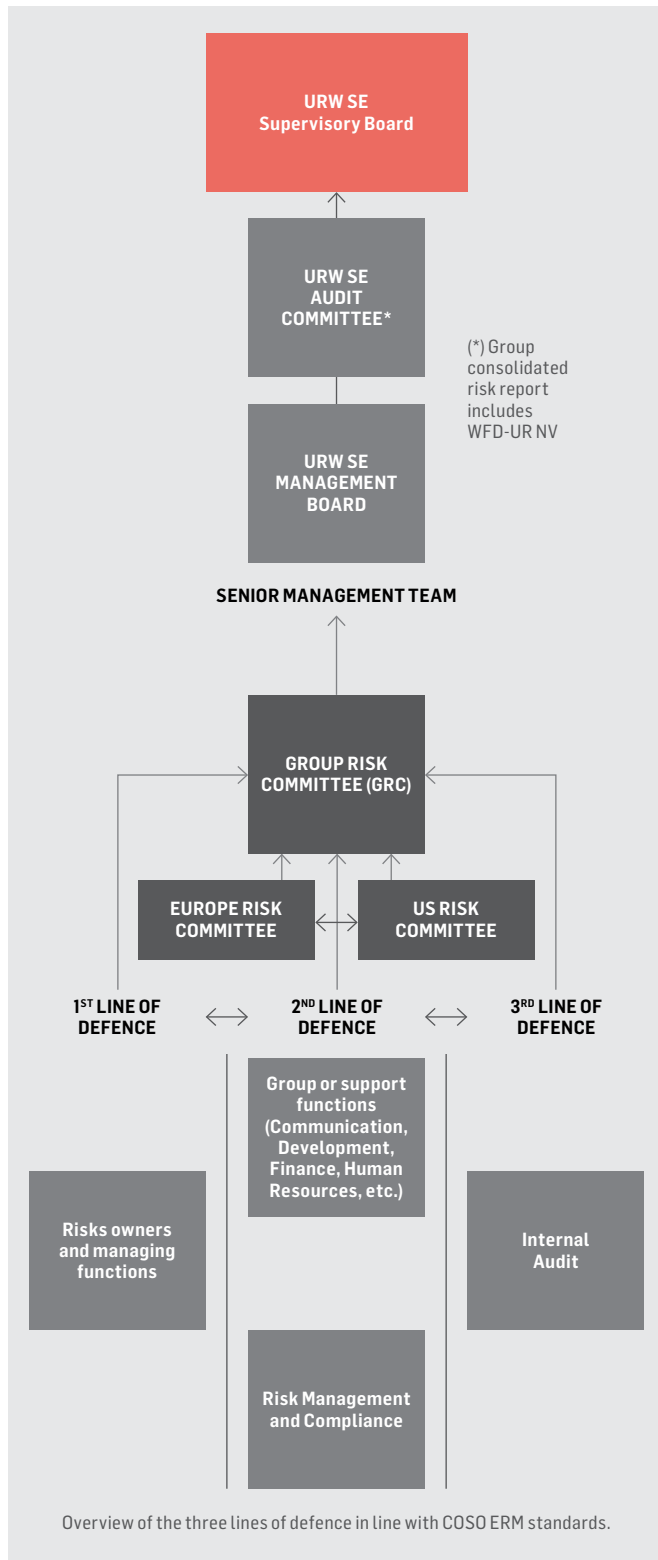 URW SE
Supervisory Board
URW SE
AUDIT
COMMITTEE*
(*) Group
consolidated
risk report
includes
WFD-UR NV
URW SE
MANAGEMENT
BOARD
SENIOR MANAGEMENT TEAM
GROUP RISK
COMMITTEE (GRC)
EUROPE RISK
COMMITTEE
US RISK
COMMITTEE
1ST LINE OF
DEFENCE
2ND LINE OF
DEFENCE
3RD LINE OF
DEFENCE
Group or support
functions
(Communication,
Development,
Finance, Human
Resources, etc.)
Risks owners
and managing
functions
Internal
Audit
Risk Management
and Compliance
Overview of the three lines of defence in line with COSO ERM standards.